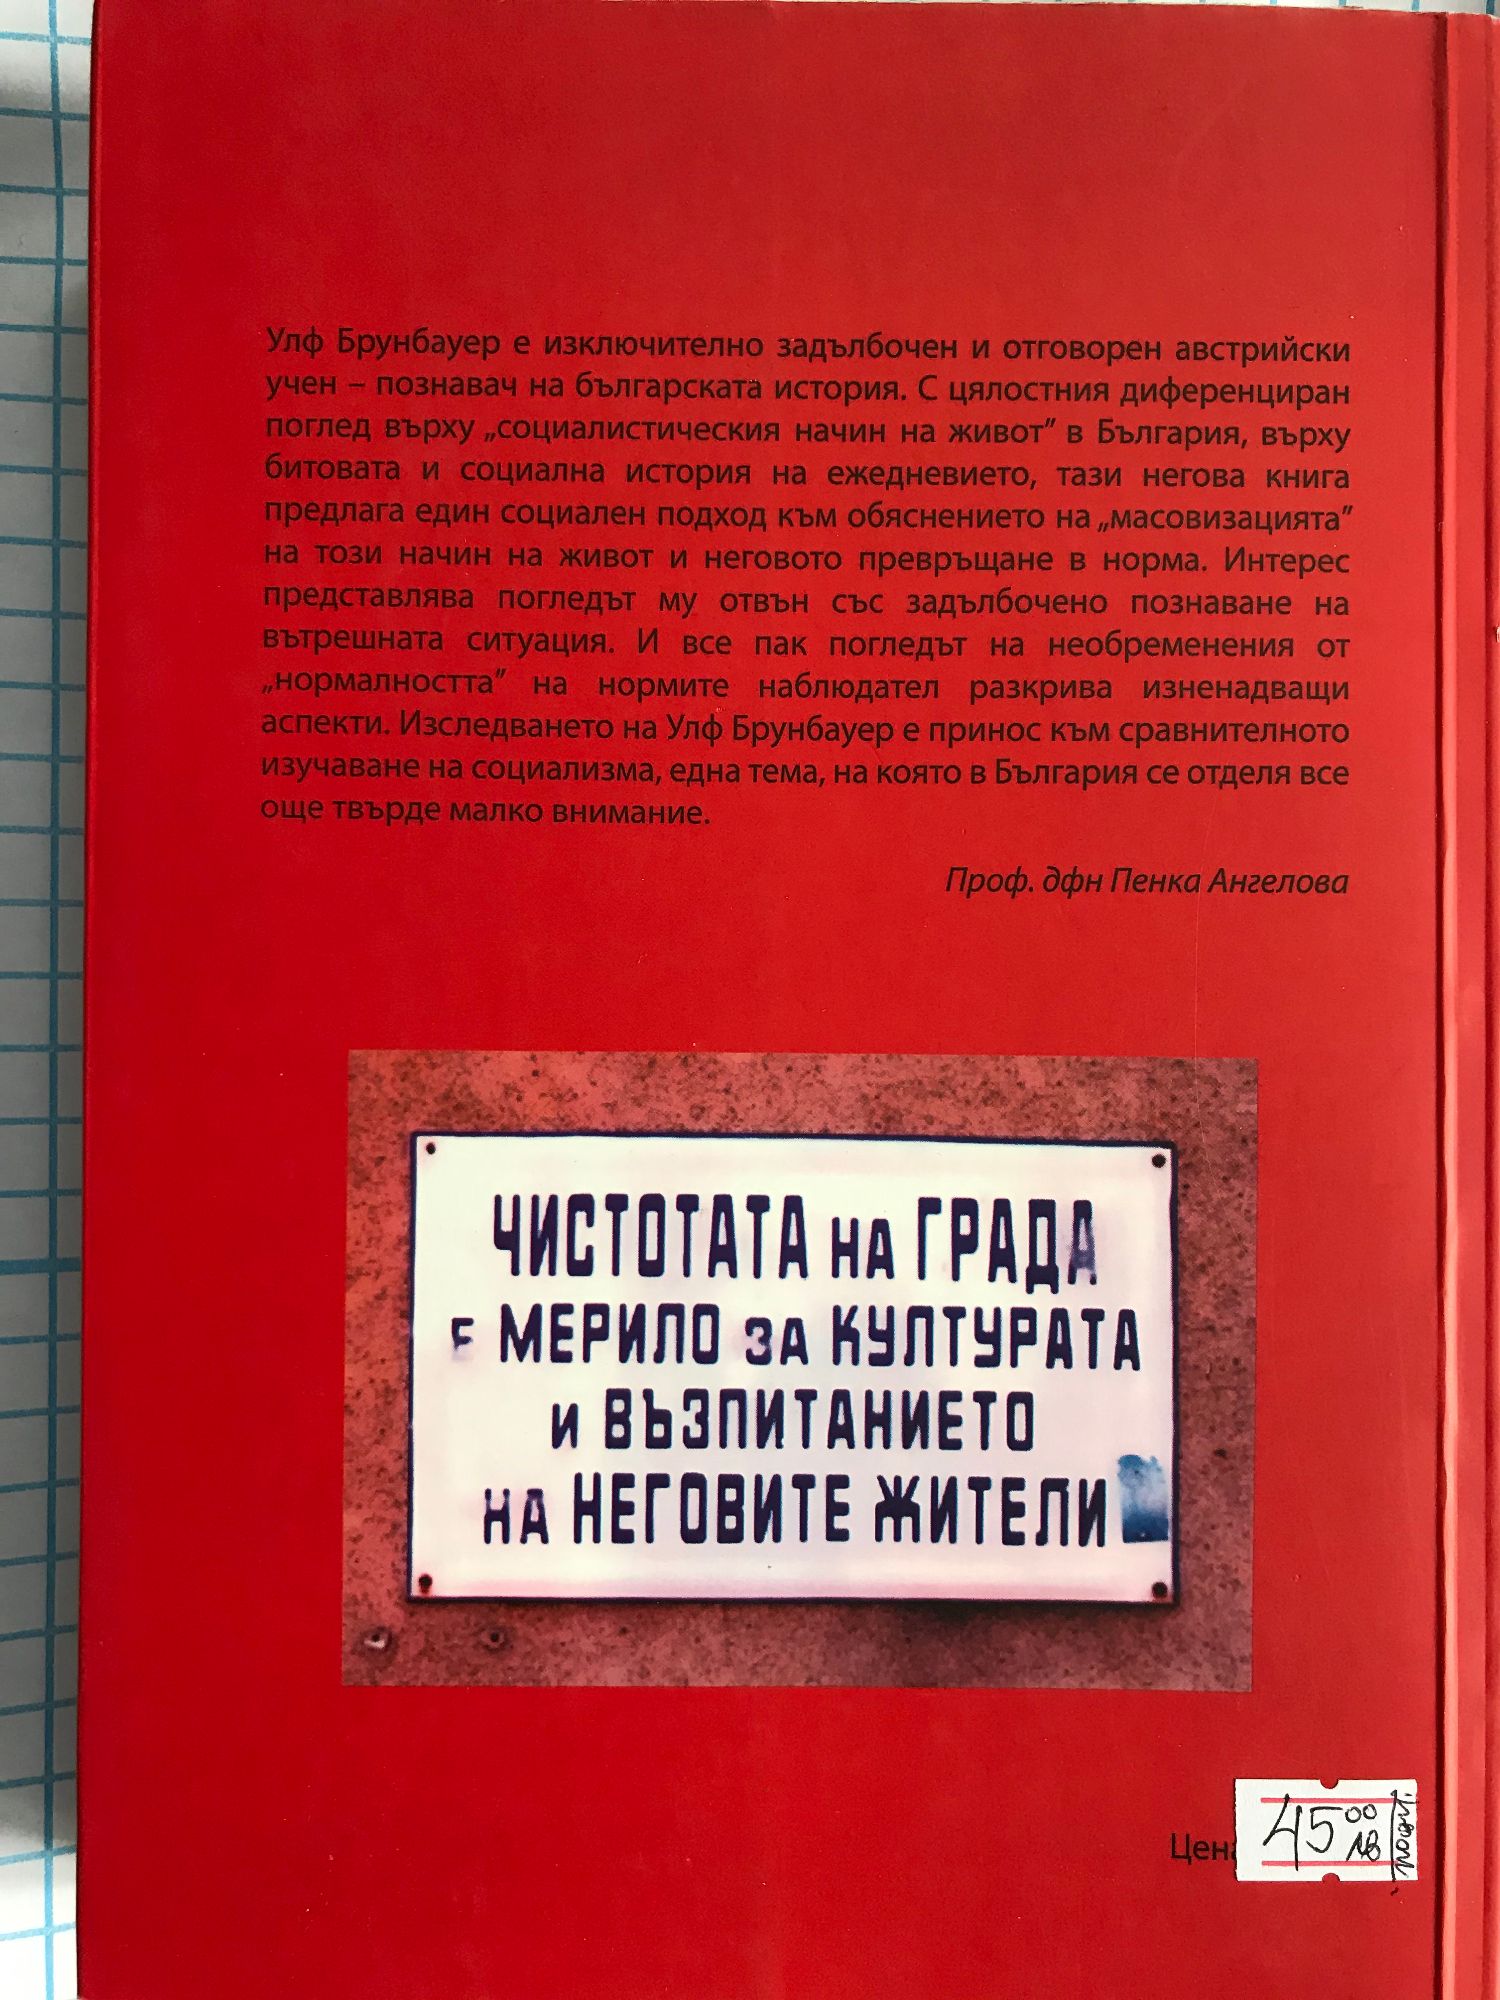 Улф Брунбауер е изключително задълбочен и отговорен австрийски
учен – познавач на българската история. С цялостния диференциран
поглед върху „социалистическия начин на живот” в България, върху
битовата и социална история на ежедневието, тази негова книга
предлага един социален подход към обяснението на „масовизацията”
на този начин на живот и неговото превръщане в норма. Интерес
представлява погледът му отвън със задълбочено познаване на
вътрешната ситуация. И все пак погледът на необременения от
„нормалността” на нормите наблюдател разкрива изненадващи
аспекти. Изследването на Улф Брунбауер е принос към сравнителното
изучаване на социализма, една тема, на която в България се отделя все
още твърде малко внимание.
Проф. дфн Пенка Ангелова
ЧИСТОТАТА НА ГРАДА
Е МЕРИЛО ЗА КУЛТУРАТА
И ВЪЗПИТАНИЕТО
НА НЕГОВИТЕ ЖИТЕЛИ
Цена 45 00 лв